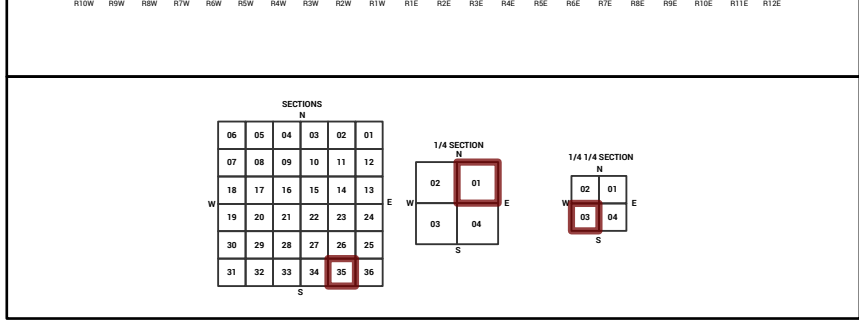 R10W R9W R8W R7W R6W R5W R4W R3W R2W R1W R1E R2E R3E R4E R5E R6E R7E R8E R9E R10E R11E R12E
SECTIONS
N
06 05 04 03 02 01
07 08 09 10 11 12
18 17 16 15 14 13
W E
19 20 21 22 23 24
30 29 28 27 26 25
31 32 33 34 35 36
S
1/4 SECTION
N
02 01
W E
03 04
S
1/4 1/4 SECTION
N
02 01
W E
03 04
S